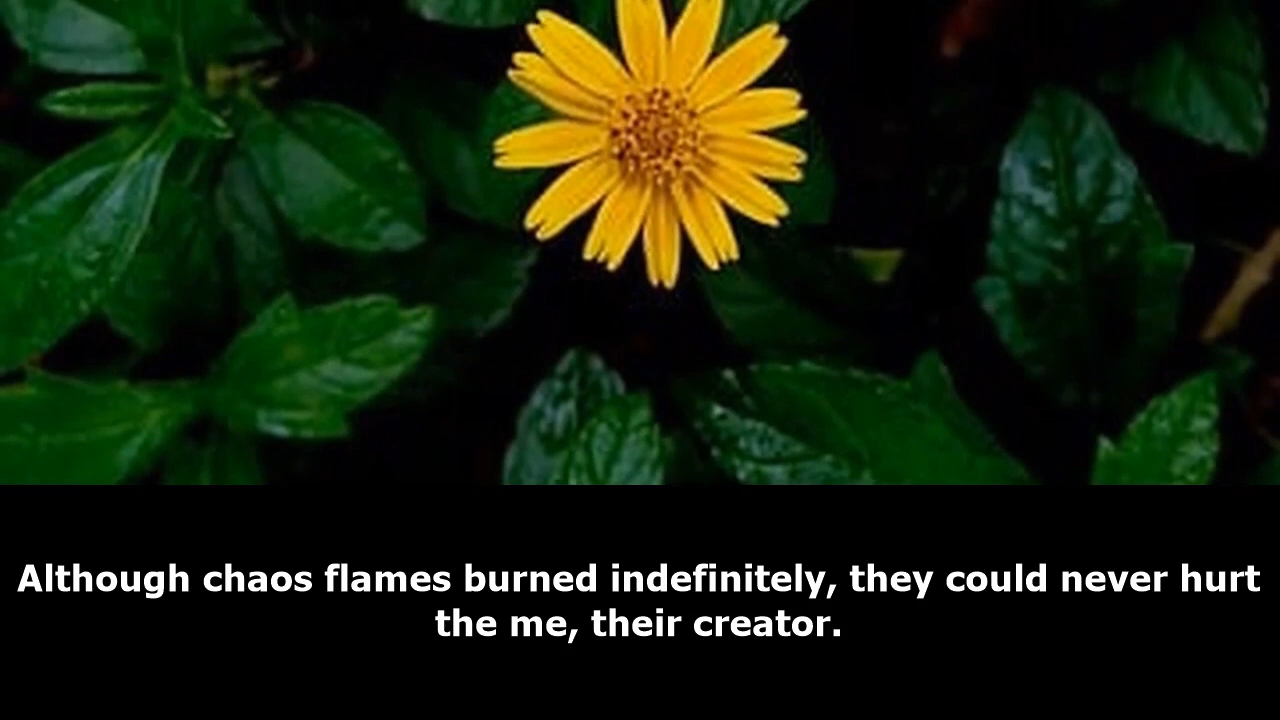 Although chaos flames burned indefinitely, they could never hurt
the me, their creator.